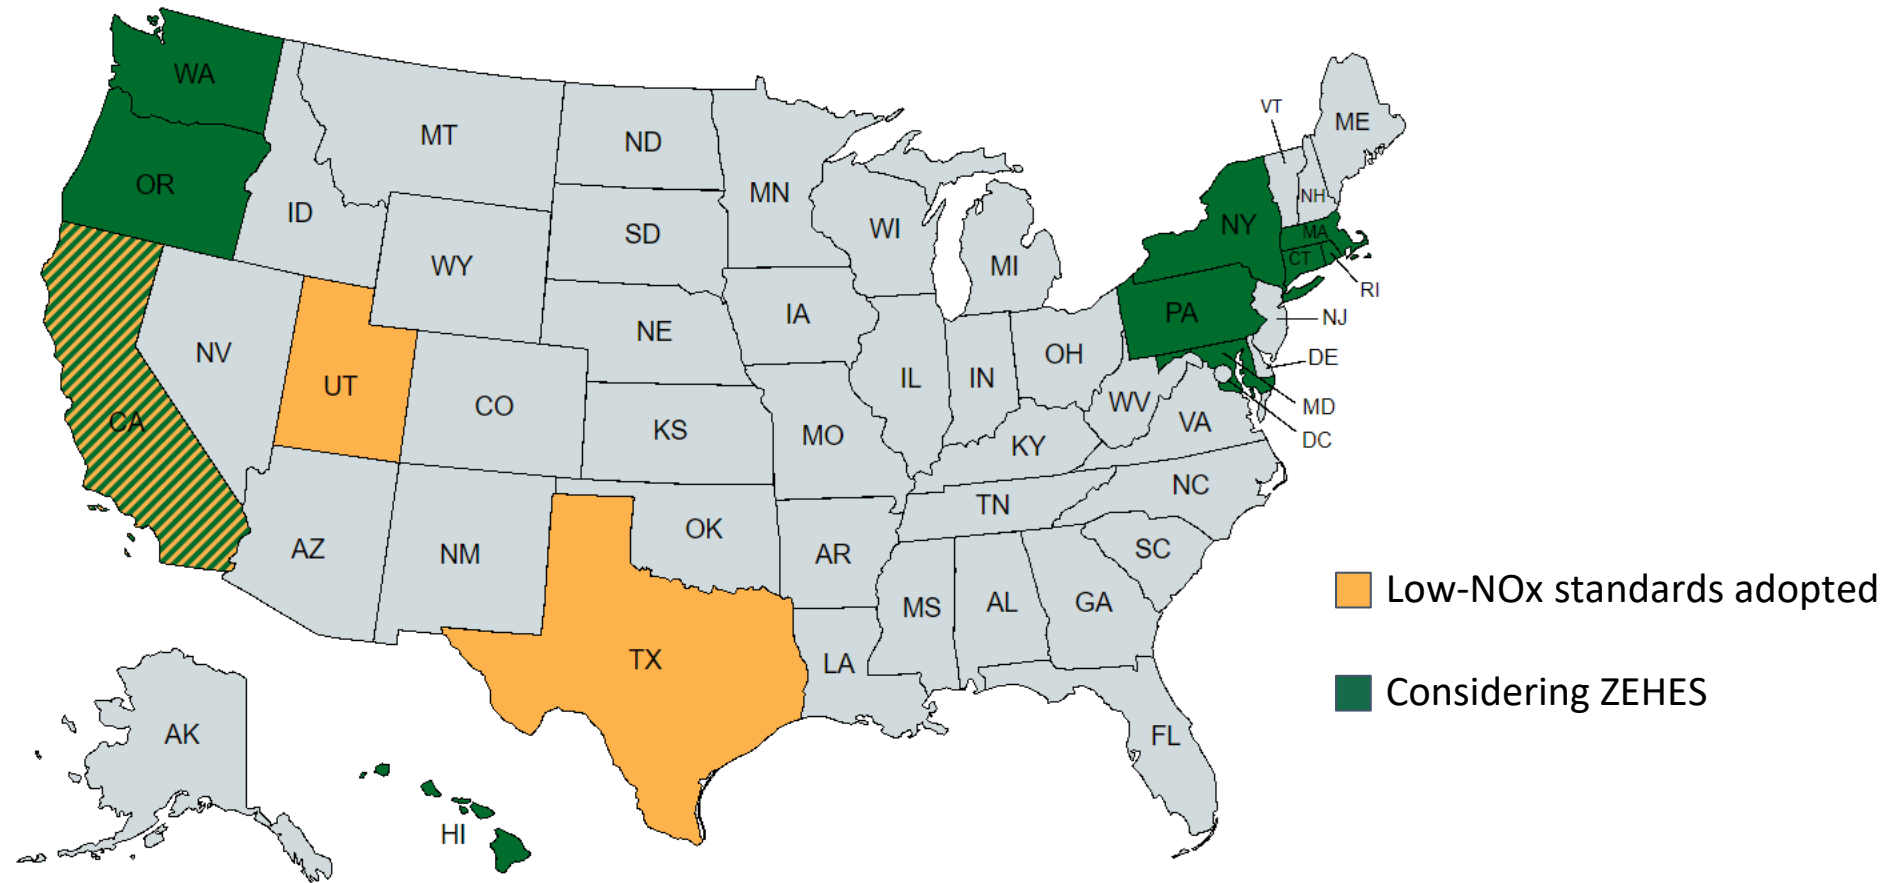 WA
OR
CA
ID
NV
UT
AZ
MT
WY
CO
NM
ND
SD
NE
KS
OK
TX
MN
IA
MO
AR
LA
WI
IL
MS
MI
IN
OH
KY
TN
AL
GA
FL
SC
NC
VA
WV
PA
NY
VT
NH
ME
MA
CT
RI
NJ
DE
MD
DC
AK
HI
Low-NOx standards adopted
Considering ZEHES